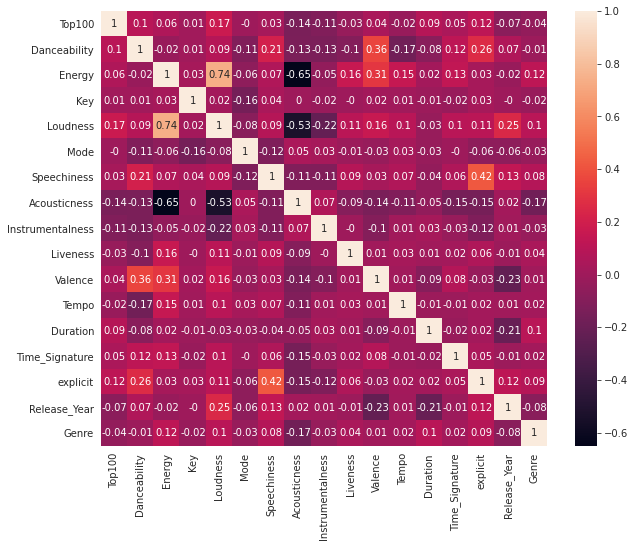 Top100 1 0.1 0.06 0.01 0.17 -0 0.03 -0.14 -0.11 -0.03 0.04 -0.02 0.09 0.05 0.12 -0.07 -0.04
Danceability 0.1 1 -0.02 0.01 0.09 -0.11 0.21 -0.13 -0.13 -0.1 0.36 -0.17 -0.08 0.12 0.26 0.07 -0.01
Energy 0.06 -0.02 1 0.03 0.74 -0.06 0.07 -0.65 -0.05 0.16 0.31 0.15 0.02 0.13 0.03 -0.02 0.12
Key 0.01 0.01 0.03 1 0.02 -0.16 0.04 0 -0.02 -0 0.02 0.01 -0.01 -0.02 0.03 -0 -0.02
Loudness 0.17 0.09 0.74 0.02 1 -0.08 0.09 -0.53 -0.22 0.11 0.16 0.1 -0.03 0.1 0.11 0.25 0.1
Mode -0 -0.11 -0.06 -0.16 -0.08 1 -0.12 0.05 0.03 -0.01 -0.03 0.03 -0.03 -0 -0.06 -0.06 -0.03
Speechiness 0.03 0.21 0.07 0.04 0.09 -0.12 1 -0.11 -0.11 0.09 0.03 0.07 -0.04 0.06 0.42 0.13 0.08
Acousticness -0.14 -0.13 -0.65 0 -0.53 0.05 -0.11 1 0.07 -0.09 -0.14 -0.11 -0.05 -0.15 -0.15 0.02 -0.17
Instrumentalness -0.11 -0.13 -0.05 -0.02 -0.22 0.03 -0.11 0.07 1 -0 -0.1 0.01 0.03 -0.03 -0.12 0.01 -0.03
Liveness -0.03 -0.1 0.16 -0 0.11 -0.01 0.09 -0.09 -0 1 0.01 0.03 0.01 0.02 0.06 -0.01 0.04
Valence 0.04 0.36 0.31 0.02 0.16 -0.03 0.03 -0.14 -0.1 0.01 1 0.01 -0.09 0.08 -0.03 -0.23 0.01
Tempo -0.02 -0.17 0.15 0.01 0.1 0.03 0.07 -0.11 0.01 0.03 0.01 1 -0.01 -0.01 0.02 0.01 0.02
Duration 0.09 -0.08 0.02 -0.01 -0.03 -0.03 -0.04 -0.05 0.03 0.01 -0.09 -0.01 1 -0.02 0.02 -0.21 0.1
Time_Signature 0.05 0.12 0.13 -0.02 0.1 -0 0.06 -0.15 -0.03 0.02 0.08 -0.01 -0.02 1 0.05 -0.01 0.02
explicit 0.12 0.26 0.03 0.03 0.11 -0.06 0.42 -0.15 -0.12 0.06 -0.03 0.02 0.02 0.05 1 0.12 0.09
Release_Year -0.07 0.07 -0.02 -0 0.25 -0.06 0.13 0.02 0.01 -0.01 -0.23 0.01 -0.21 -0.01 0.12 1 -0.08
Genre -0.04 -0.01 0.12 -0.02 0.1 -0.03 0.08 -0.17 -0.03 0.04 0.01 0.02 0.1 0.02 0.09 -0.08 1
Top100
Danceability
Energy
Key
Loudness
Mode
Speechiness
Acousticness
Instrumentalness
Liveness
Valence
Tempo
Duration
Time_Signature
explicit
Release_Year
Genre
1.0
0.8
0.6
0.4
0.2
0.0
−0.2
−0.4
−0.6